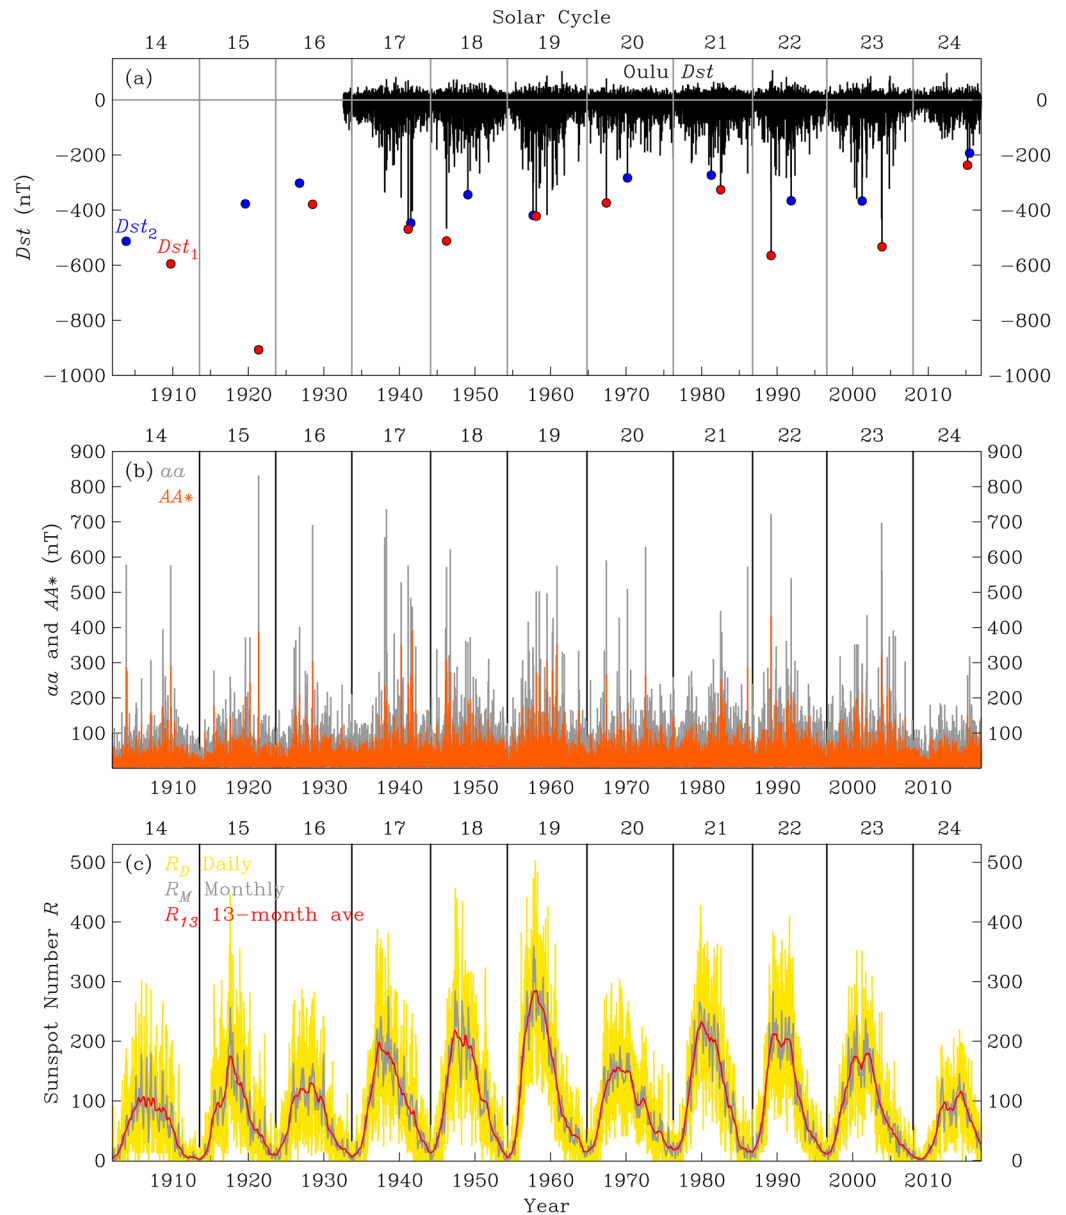 Solar Cycle
14 15 16 17 18 19 20 21 22 23 24
(a) Oulu Dst
0 0
−200 −200
Dst (nT)
−400 −400
Dst2
Dst1
−600 −600
−800 −800
−1000 −1000
1910 1920 1930 1940 1950 1960 1970 1980 1990 2000 2010
14 15 16 17 18 19 20 21 22 23 24
900 900
(b) aa
AA*
800 800
700 700
600 600
aa and AA* (nT)
500 500
400 400
300 300
200 200
100 100
1910 1920 1930 1940 1950 1960 1970 1980 1990 2000 2010
14 15 16 17 18 19 20 21 22 23 24
500 (c) RD Daily 500
RM Monthly
R13 13−month ave
400 400
Sunspot Number R
300 300
200 200
100 100
0 0
1910 1920 1930 1940 1950 1960 1970 1980 1990 2000 2010
Year